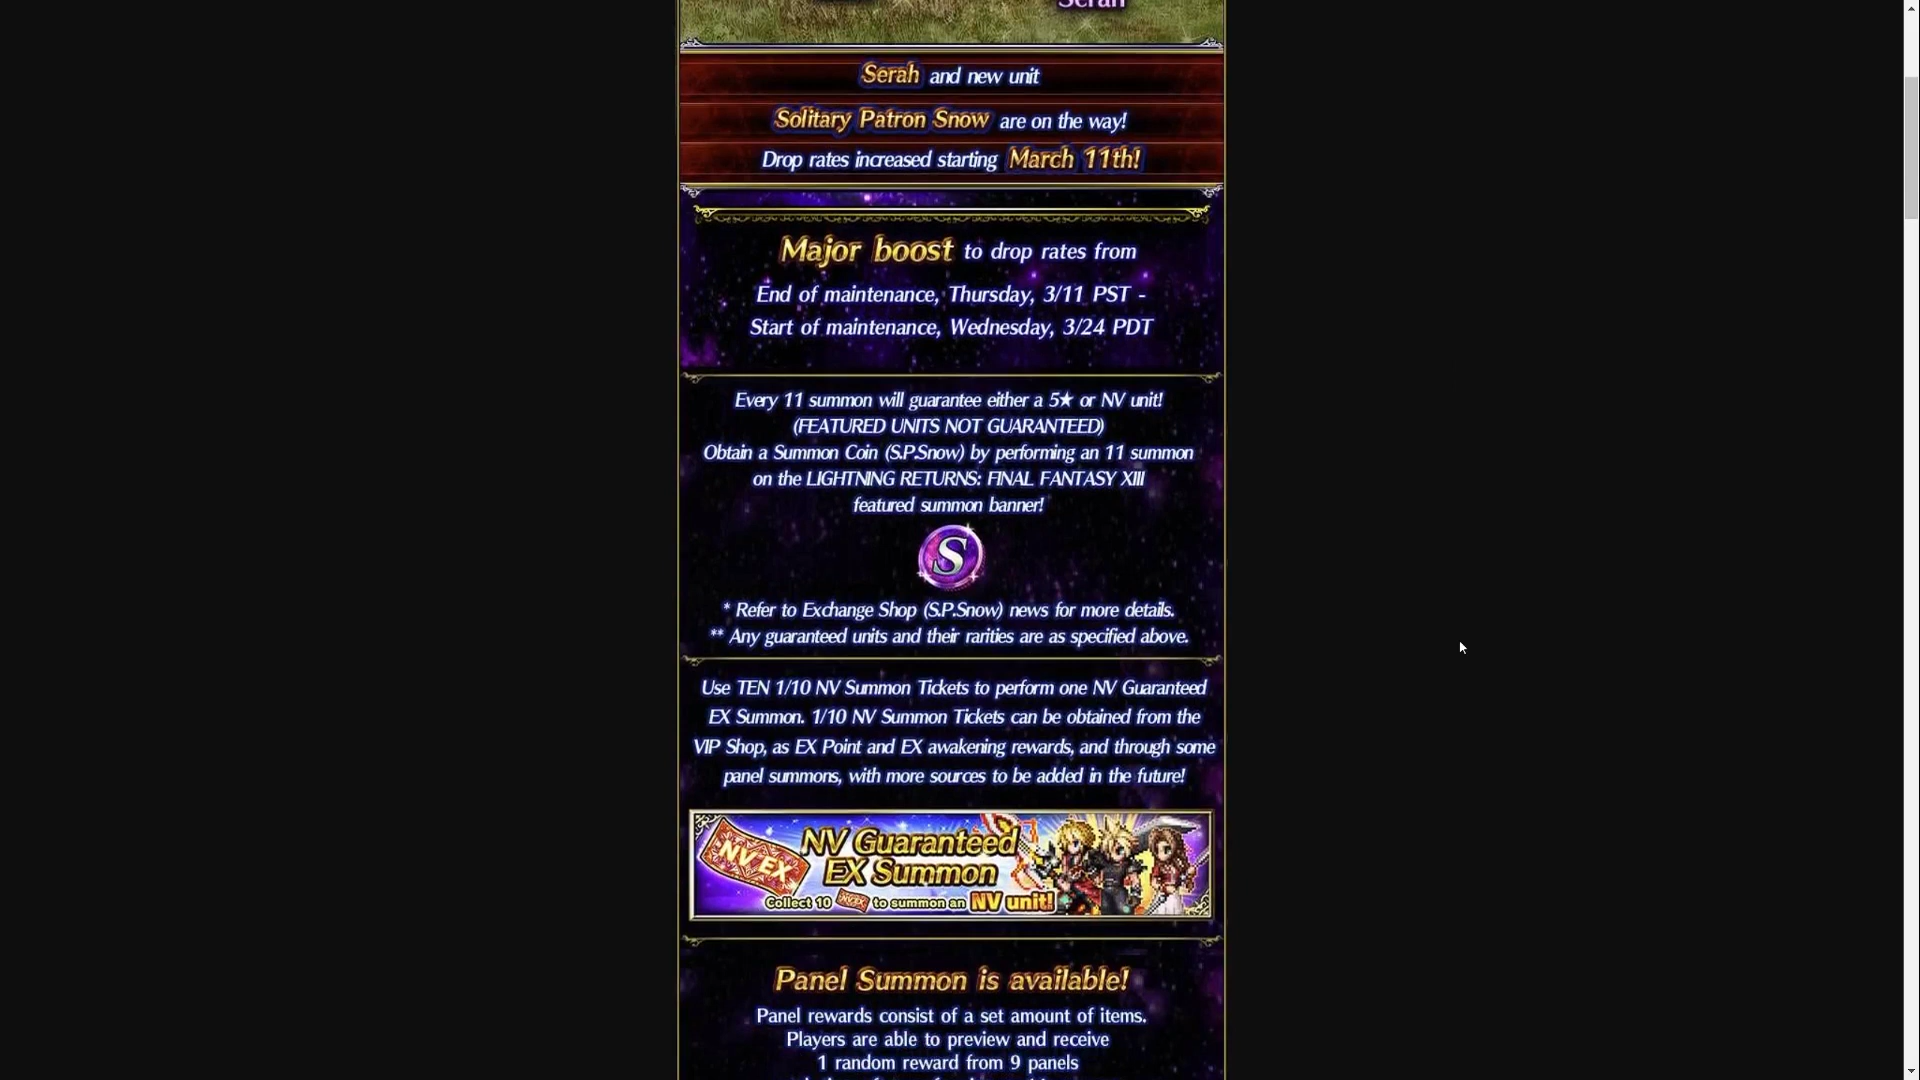 Serah
Serah and new unit
Solitary Patron Snow are on the way!
Drop rates increased starting March 11th!
Major boost to drop rates from
End of maintenance, Thursday, 3/11 PST -
Start of maintenance, Wednesday, 3/24 PDT
Every 11 summon will guarantee either a 5★ or NV unit!
(FEATURED UNITS NOT GUARANTEED)
Obtain a Summon Coin (S.P.Snow) by performing an 11 summon
on the LIGHTNING RETURNS: FINAL FANTASY XIII
featured summon banner!
S
* Refer to Exchange Shop (S.P.Snow) news for more details.
** Any guaranteed units and their rarities are as specified above.
Use TEN 1/10 NV Summon Tickets to perform one NV Guaranteed
EX Summon. 1/10 NV Summon Tickets can be obtained from the
VIP Shop, as EX Point and EX awakening rewards, and through some
panel summons, with more sources to be added in the future!
NV EX
NV Guaranteed
EX Summon
Collect 10 to summon an NV unit!
Panel Summon is available!
Panel rewards consist of a set amount of items.
Players are able to preview and receive
1 random reward from 9 panels